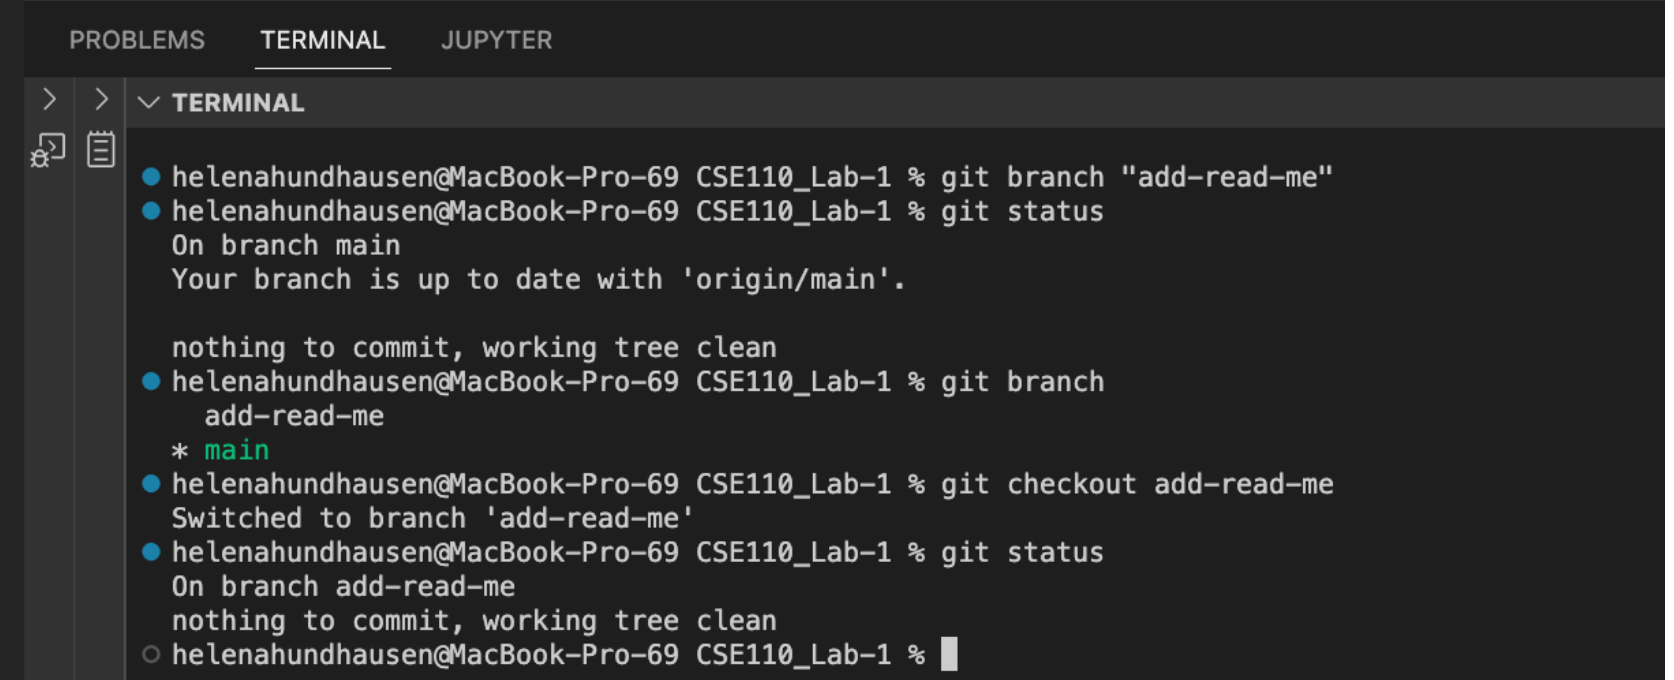 PROBLEMS TERMINAL JUPYTER
TERMINAL
helenahundhausen@MacBook-Pro-69 CSE110_Lab-1 % git branch "add-read-me"
helenahundhausen@MacBook-Pro-69 CSE110_Lab-1 % git status
On branch main
Your branch is up to date with 'origin/main'.
nothing to commit, working tree clean
helenahundhausen@MacBook-Pro-69 CSE110_Lab-1 % git branch
add-read-me
* main
helenahundhausen@MacBook-Pro-69 CSE110_Lab-1 % git checkout add-read-me
Switched to branch 'add-read-me'
helenahundhausen@MacBook-Pro-69 CSE110_Lab-1 % git status
On branch add-read-me
nothing to commit, working tree clean
helenahundhausen@MacBook-Pro-69 CSE110_Lab-1 %